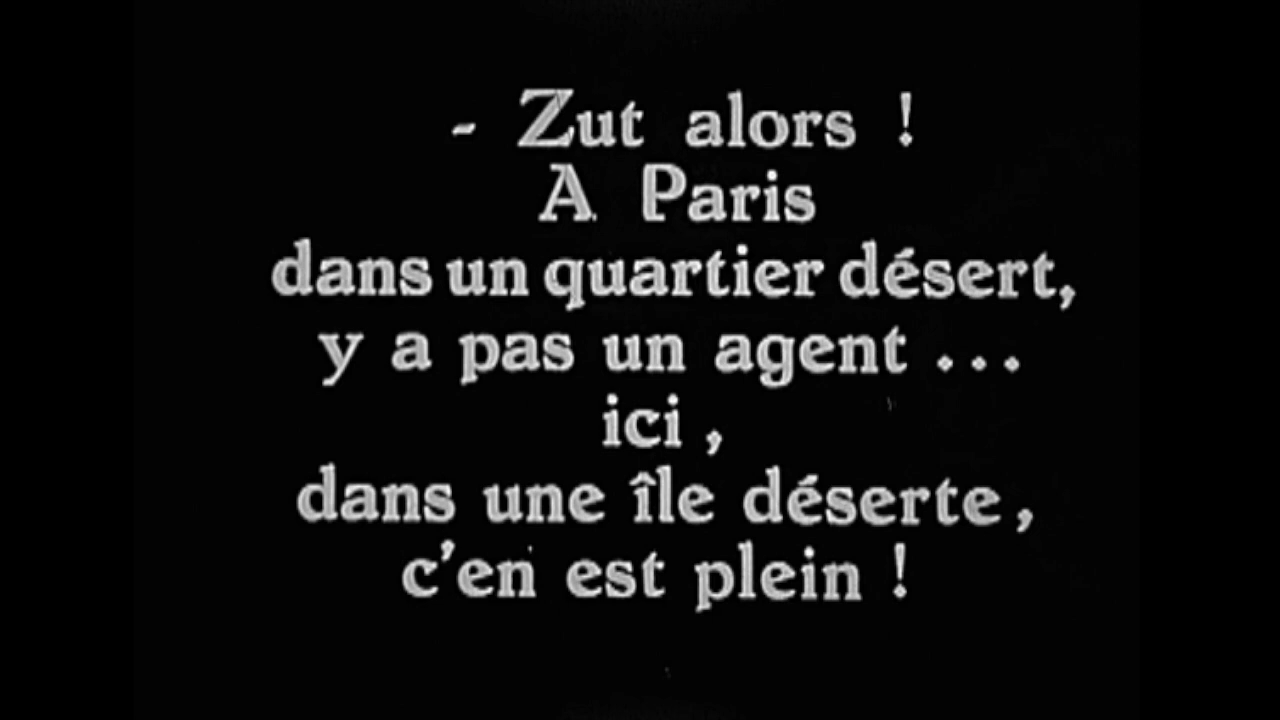 - Zut alors !
A Paris
dans un quartier désert,
y a pas un agent ...
ici ,
dans une île déserte ,
c'en est plein !